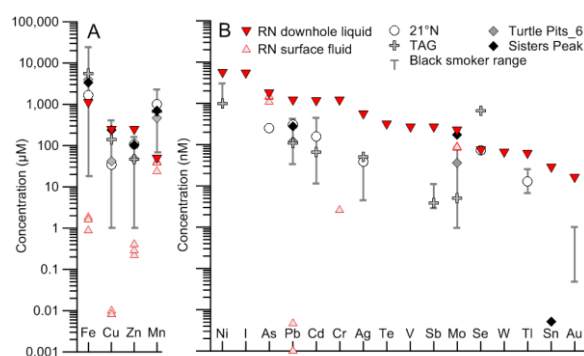 A
B
RN downhole liquid
RN surface fluid
21°N
TAG
Turtle Pits_6
Sisters Peak
Black smoker range
Concentration (µM)
100,000
10,000
1,000
100
10
1
0.1
0.01
0.001
Fe Cu Zn Mn
Concentration (nM)
Ni I As Pb Cd Cr Ag Te V Sb Mo Se W Tl Sn Au